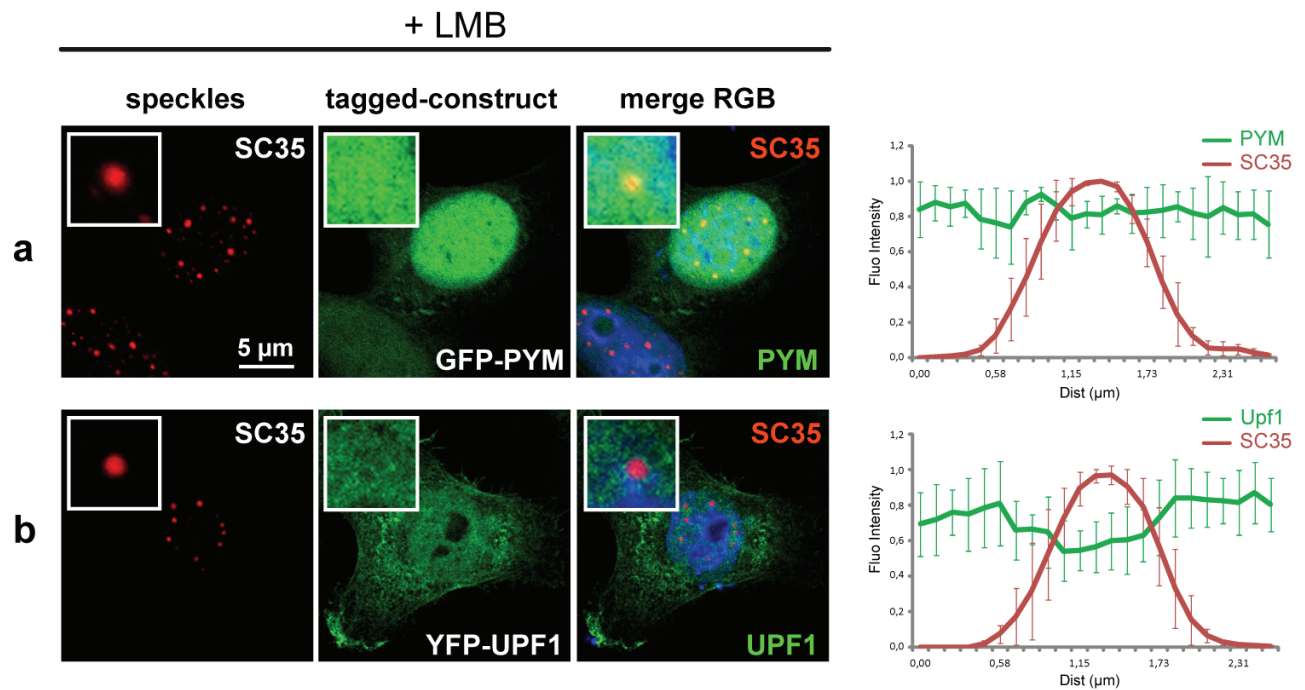 + LMB
speckles
tagged-construct
merge RGB
a
SC35
5 µm
GFP-PYM
SC35
PYM
PYM
SC35
1,2
1,0
0,8
0,6
0,4
0,2
0,0
Fluo Intensity
0,00
0,58
1,15
1,73
2,31
Dist (µm)
b
SC35
YFP-UPF1
SC35
UPF1
Upf1
SC35
1,2
1,0
0,8
0,6
0,4
0,2
0,0
Fluo Intensity
0,00
0,58
1,15
1,73
2,31
Dist (µm)